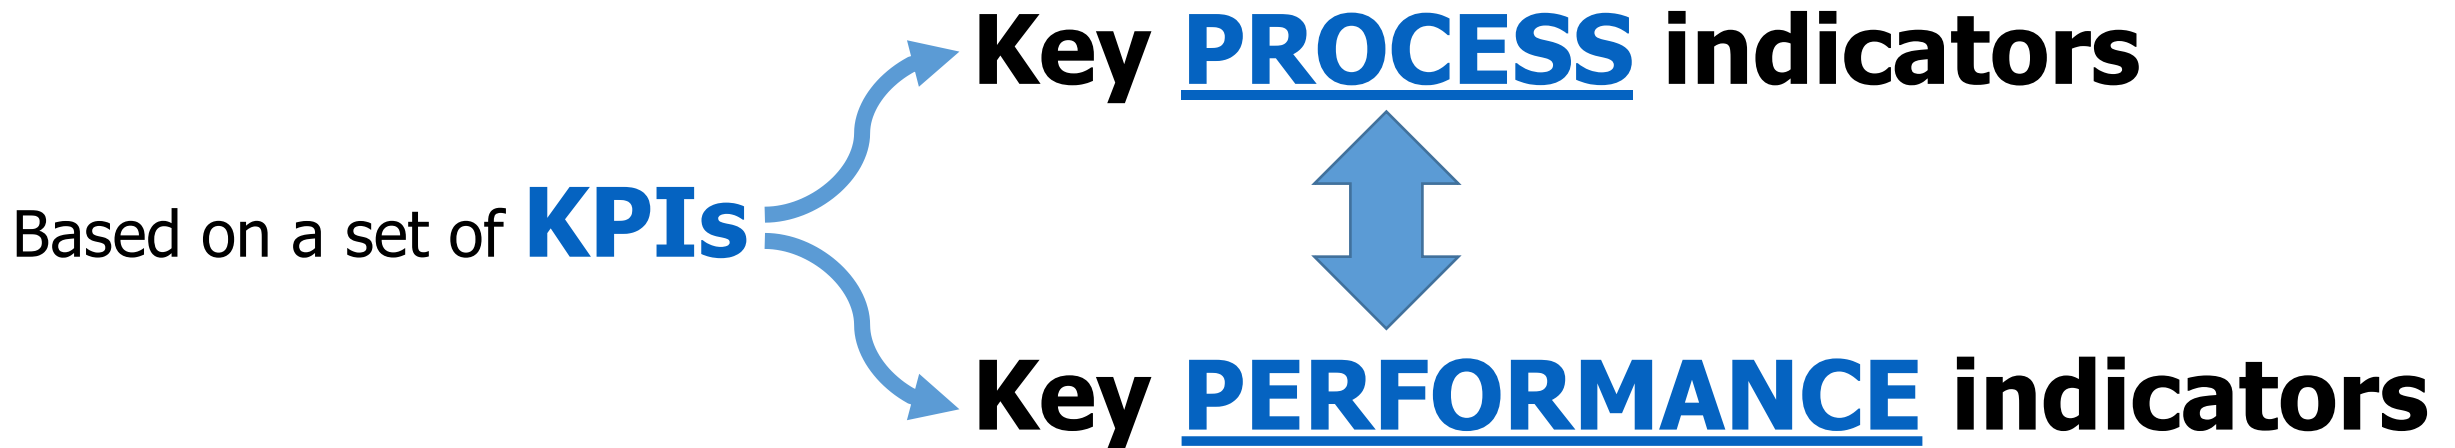 Key PROCESS indicators
Based on a set of KPIs
Key PERFORMANCE indicators